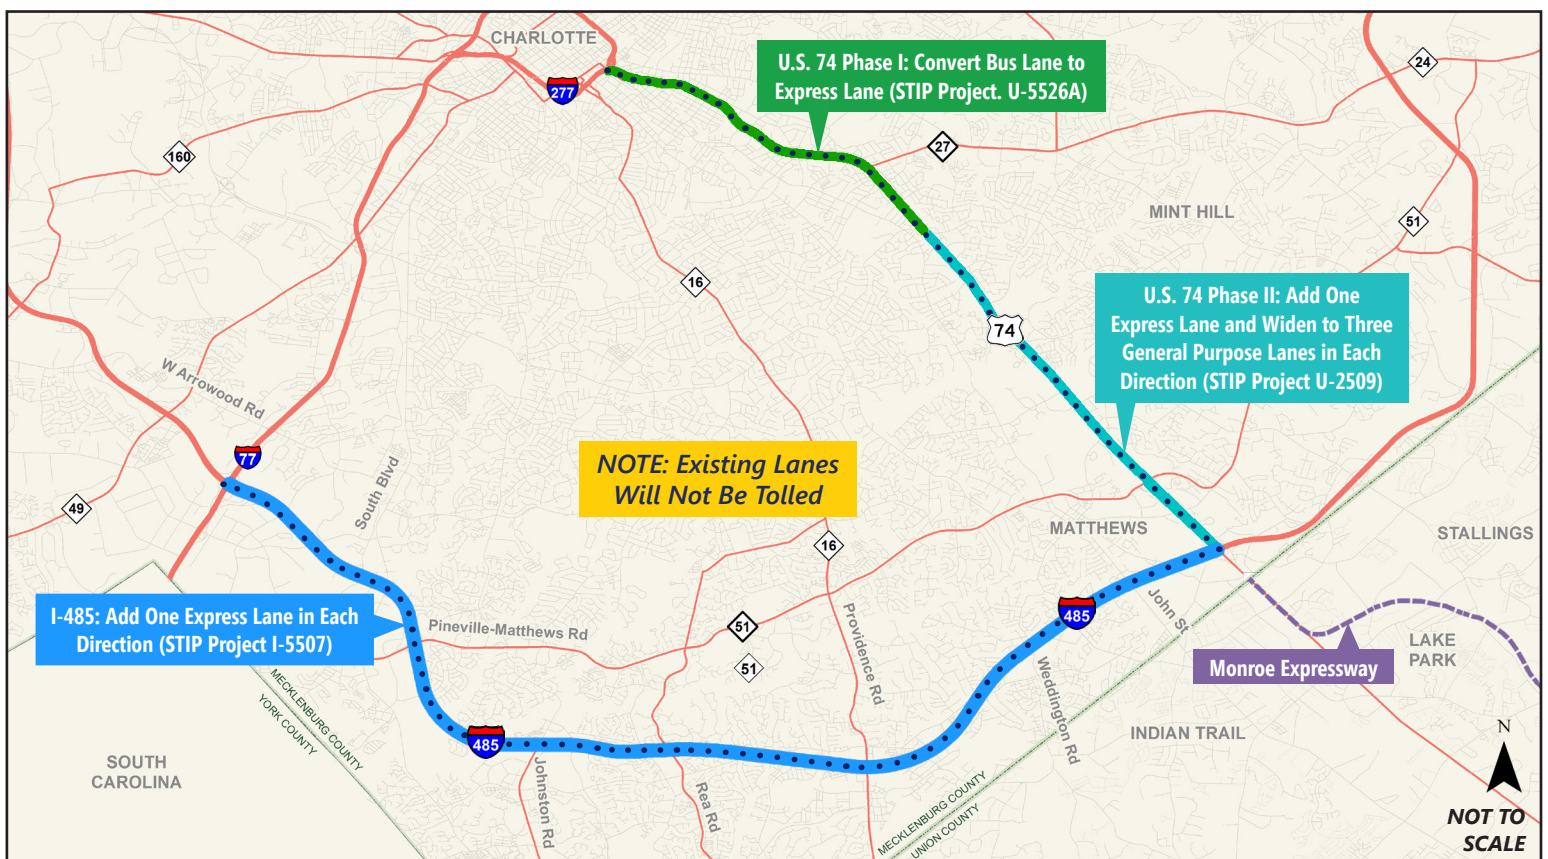 CHARLOTTE
277
U.S. 74 Phase I: Convert Bus Lane to
Express Lane (STIP Project. U-5526A)
24
160
27
MINT HILL
51
16
U.S. 74 Phase II: Add One
Express Lane and Widen to Three
General Purpose Lanes in Each
Direction (STIP Project U-2509)
74
W Arrowood Rd
77
South Blvd
49
NOTE: Existing Lanes
Will Not Be Tolled
16
MATTHEWS
STALLINGS
I-485: Add One Express Lane in Each
Direction (STIP Project I-5507)
Pineville-Matthews Rd
51
51
Providence Rd
485
John St
Weddington Rd
LAKE
PARK
Monroe Expressway
MECKLENBURG COUNTY
YORK COUNTY
485
SOUTH
CAROLINA
Johnston Rd
Rea Rd
INDIAN TRAIL
MECKLENBURG COUNTY
UNION COUNTY
N
NOT TO
SCALE